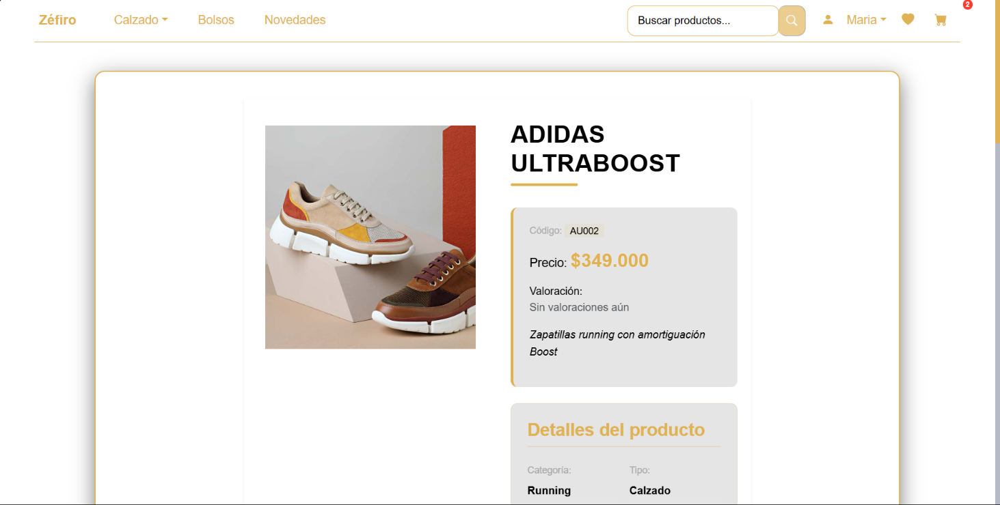 Zéfiro
Calzado
Bolsos
Novedades
Buscar productos...
Maria
2
ADIDAS
ULTRABOOST
Código: AU002
Precio: $349.000
Valoración:
Sin valoraciones aún
Zapatillas running con amortiguación
Boost
Detalles del producto
Categoría: Tipo:
Running Calzado